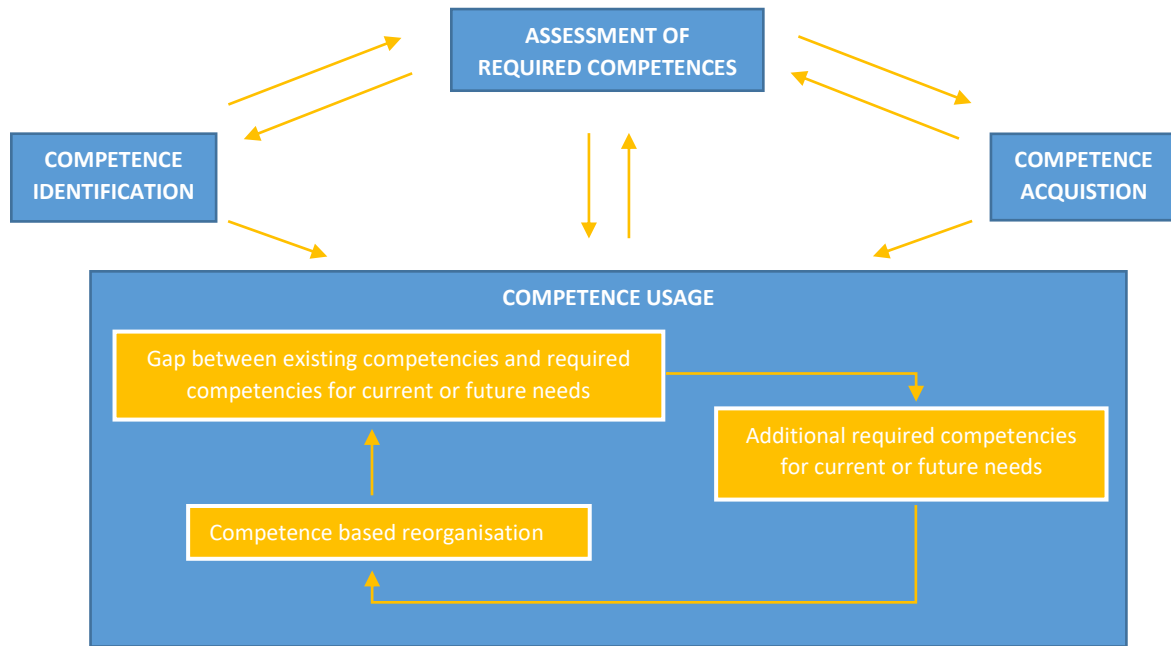 ASSESSMENT OF
REQUIRED COMPETENCES
COMPETENCE
IDENTIFICATION
COMPETENCE
ACQUISTION
COMPETENCE USAGE
Gap between existing competencies and required
competencies for current or future needs
Additional required competencies
for current or future needs
Competence based reorganisation